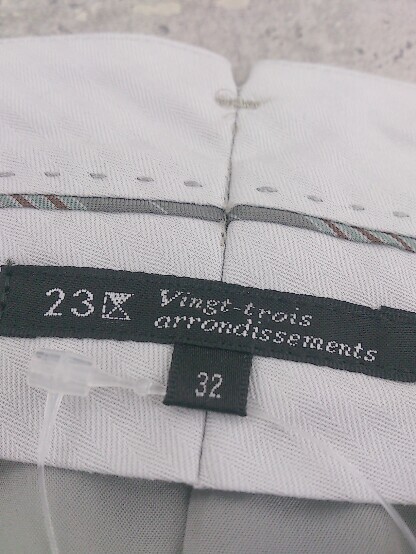 23区 Vingt-trois
arrondissements
32